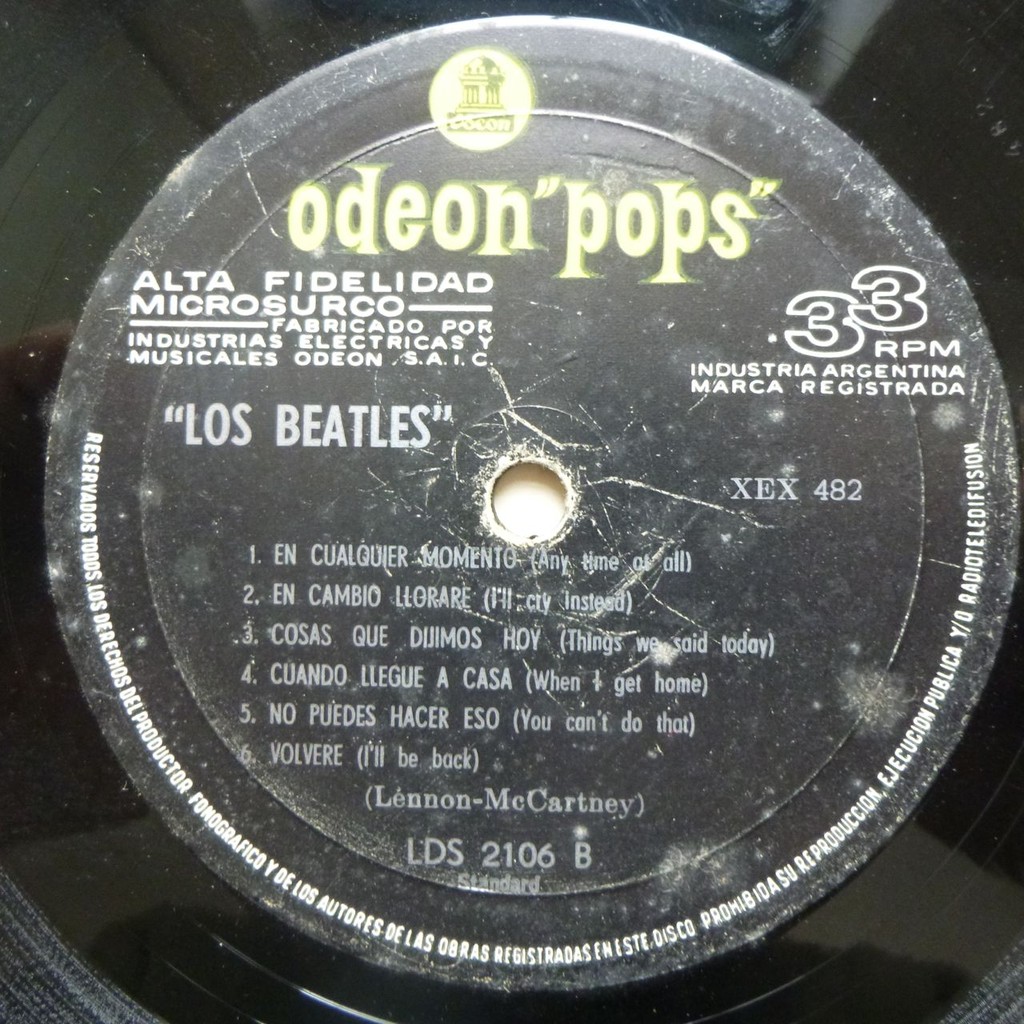 odeon
odeon "pops"
ALTA FIDELIDAD
MICROSURCO
FABRICADO POR
INDUSTRIAS ELECTRICAS Y
MUSICALES ODEON S.A.I.C.
33
RPM
INDUSTRIA ARGENTINA
MARCA REGISTRADA
"LOS BEATLES"
XEX 482
1. EN CUALQUIER MOMENTO (Any time at all)
2. EN CAMBIO LLORARE (I'll cry instead)
3. COSAS QUE DIJIMOS HOY (Things we said today)
4. CUANDO LLEGUE A CASA (When I get home)
5. NO PUEDES HACER ESO (You can't do that)
6. VOLVERE (I'll be back)
(Lennon-McCartney)
LDS 2106 B
Standard
RESERVADOS TODOS LOS DERECHOS DEL PRODUCTOR FONOGRAFICO Y DE LOS AUTORES DE LAS OBRAS REGISTRADAS EN ESTE DISCO PROHIBIDA SU REPRODUCCION, EJECUCION PUBLICA Y/O RADIOTELEDIFUSION